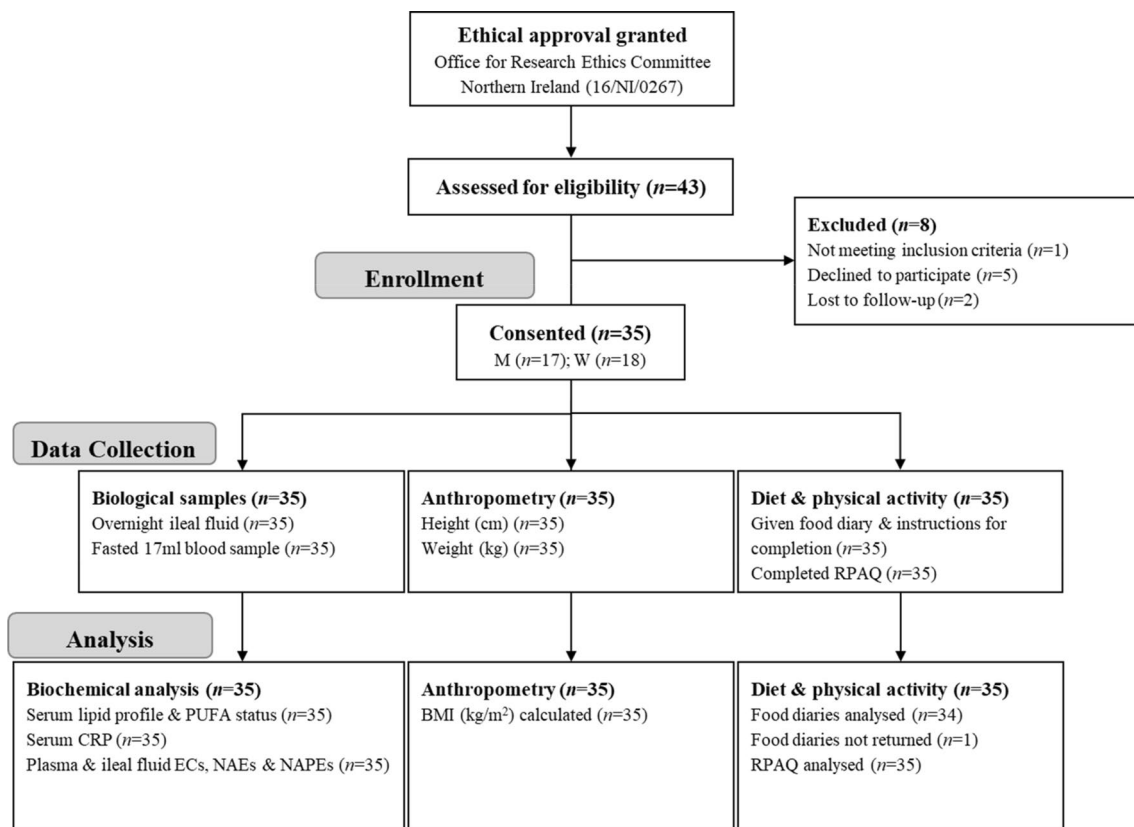 Ethical approval granted
Office for Research Ethics Committee
Northern Ireland (16/NI/0267)
Assessed for eligibility (n=43)
Excluded (n=8)
Not meeting inclusion criteria (n=1)
Declined to participate (n=5)
Lost to follow-up (n=2)
Enrollment
Consented (n=35)
M (n=17); W (n=18)
Data Collection
Biological samples (n=35)
Overnight ileal fluid (n=35)
Fasted 17ml blood sample (n=35)
Anthropometry (n=35)
Height (cm) (n=35)
Weight (kg) (n=35)
Diet & physical activity (n=35)
Given food diary & instructions for
completion (n=35)
Completed RPAQ (n=35)
Analysis
Biochemical analysis (n=35)
Serum lipid profile & PUFA status (n=35)
Serum CRP (n=35)
Plasma & ileal fluid ECs, NAEs & NAPEs (n=35)
Anthropometry (n=35)
BMI (kg/m²) calculated (n=35)
Diet & physical activity (n=35)
Food diaries analysed (n=34)
Food diaries not returned (n=1)
RPAQ analysed (n=35)